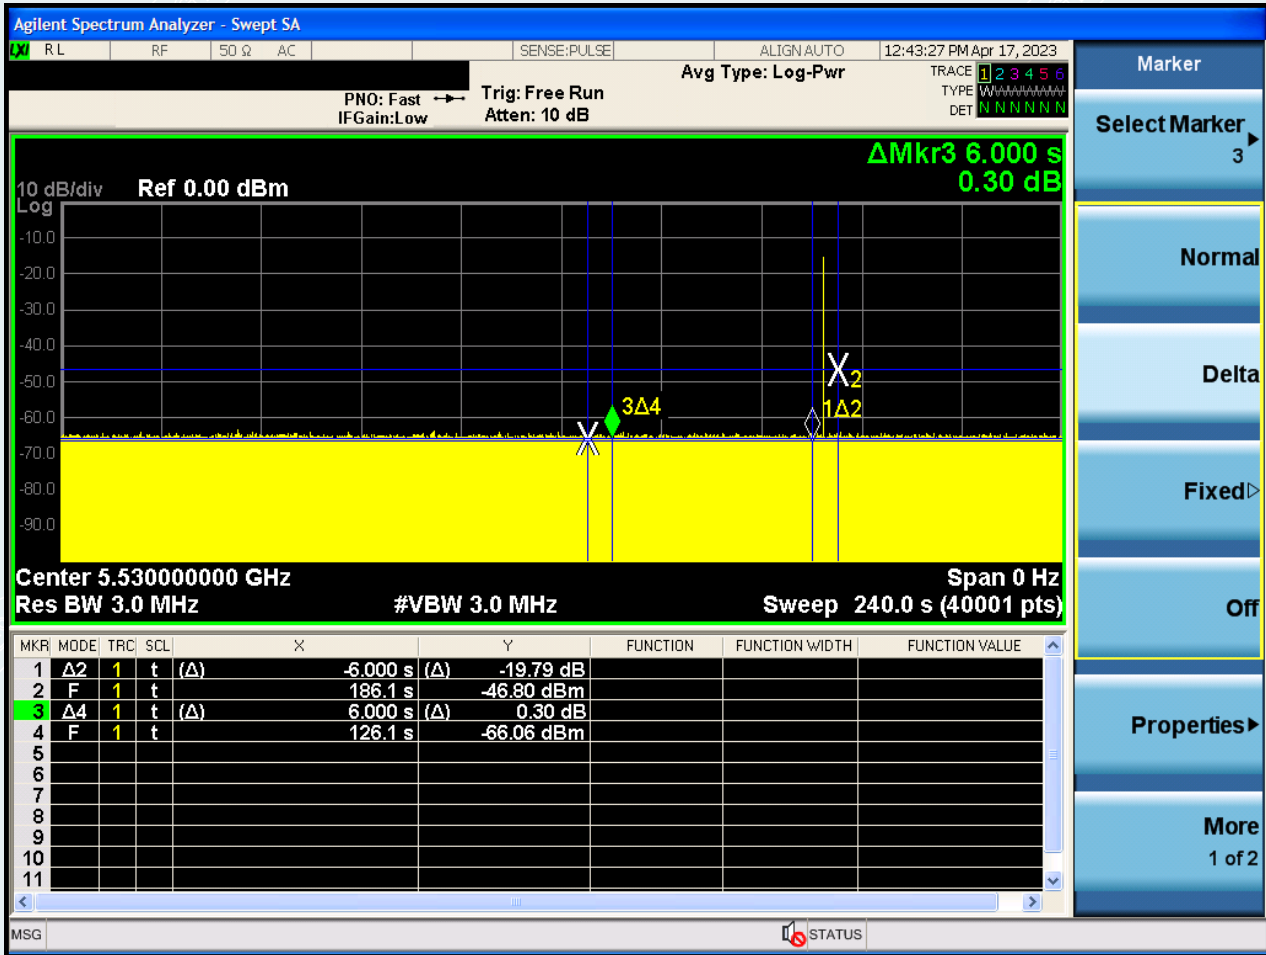 Agilent Spectrum Analyzer - Swept SA
LXI RL RF 50 Ω AC SENSE:PULSE ALIGN AUTO 12:43:27 PM Apr 17, 2023
Avg Type: Log-Pwr
TRACE 1 2 3 4 5 6
TYPE WWWWWW
DET N N N N N N
PNO: Fast
IFGain:Low
Trig: Free Run
Atten: 10 dB
ΔMkr3 6.000 s
0.30 dB
10 dB/div
Log
Ref 0.00 dBm
-10.0
-20.0
-30.0
-40.0
-50.0
-60.0
-70.0
-80.0
-90.0
2
3Δ4
1Δ2
Center 5.530000000 GHz Span 0 Hz
Res BW 3.0 MHz #VBW 3.0 MHz Sweep 240.0 s (40001 pts)
MKR MODE TRC SCL X Y FUNCTION FUNCTION WIDTH FUNCTION VALUE
1 Δ2 1 t (Δ) -6.000 s (Δ) -19.79 dB
2 F 1 t 186.1 s -46.80 dBm
3 Δ4 1 t (Δ) 6.000 s (Δ) 0.30 dB
4 F 1 t 126.1 s -66.06 dBm
5
6
7
8
9
10
11
MSG STATUS
Marker
Select Marker
3
Normal
Delta
Fixed
Off
Properties
More
1 of 2